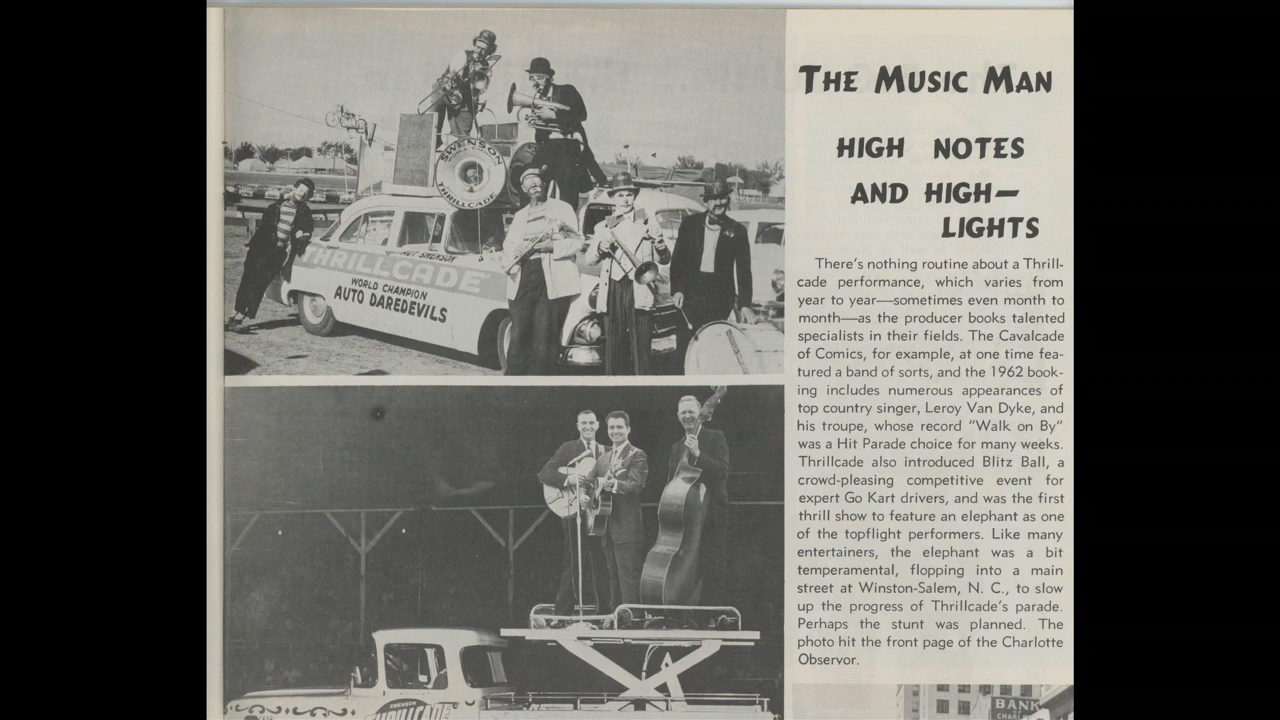 SWENSON
THRILLCADE
THRILLCADE
WORLD CHAMPION
AUTO DAREDEVILS
THE MUSIC MAN
HIGH NOTES
AND HIGH—
LIGHTS
There's nothing routine about a Thrill-
cade performance, which varies from
year to year—sometimes even month to
month—as the producer books talented
specialists in their fields. The Cavalcade
of Comics, for example, at one time fea-
tured a band of sorts, and the 1962 book-
ing includes numerous appearances of
top country singer, Leroy Van Dyke, and
his troupe, whose record "Walk on By"
was a Hit Parade choice for many weeks.
Thrillcade also introduced Blitz Ball, a
crowd-pleasing competitive event for
expert Go Kart drivers, and was the first
thrill show to feature an elephant as one
of the topflight performers. Like many
entertainers, the elephant was a bit
temperamental, flopping into a main
street at Winston-Salem, N. C., to slow
up the progress of Thrillcade's parade.
Perhaps the stunt was planned. The
photo hit the front page of the Charlotte
Observor.
SWENSON
THRILLCADE
BANK